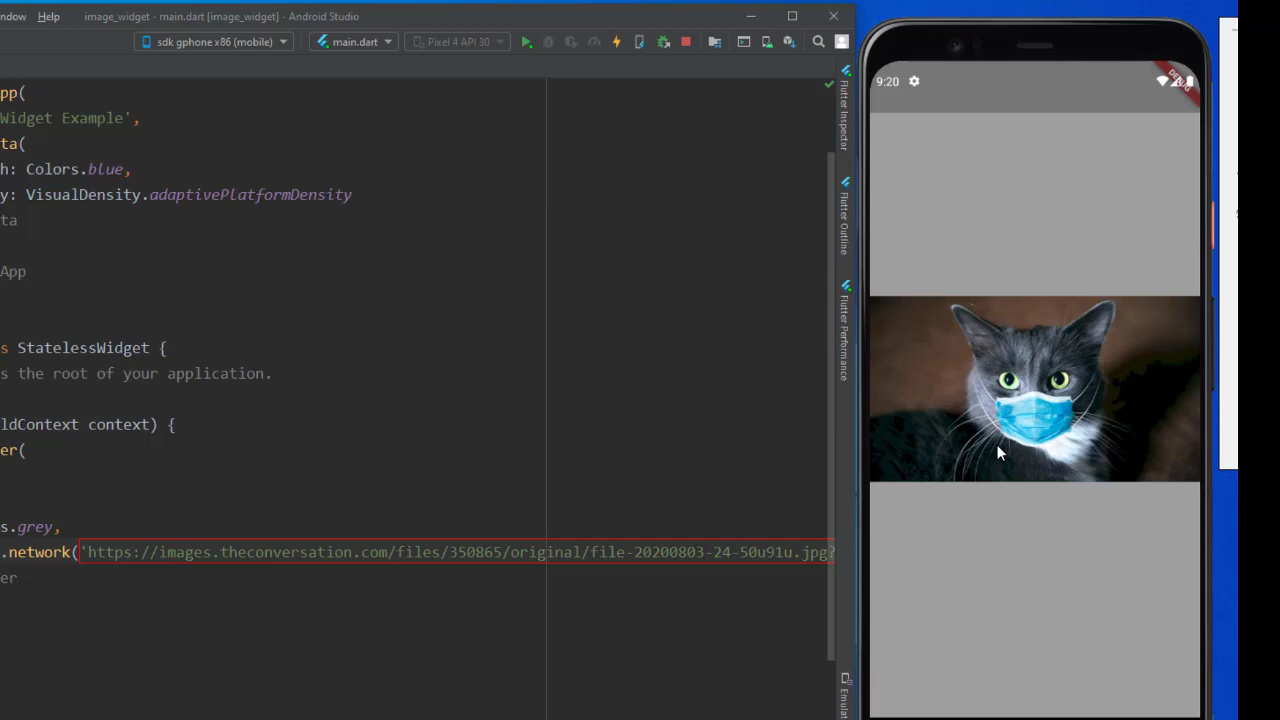 ndow Help image_widget - main.dart [image_widget] - Android Studio
sdk gphone x86 (mobile) main.dart Pixel 4 API 30
pp(
Widget Example',
ta(
h: Colors.blue,
y: VisualDensity.adaptivePlatformDensity
ta
App
s StatelessWidget {
s the root of your application.
ldContext context) {
er(
s.grey,
.network('https://images.theconversation.com/files/350865/original/file-20200803-24-50u91u.jpg?
er
Flutter Inspector
Flutter Outline
Flutter Performance
Emulat
9:20
DEBUG